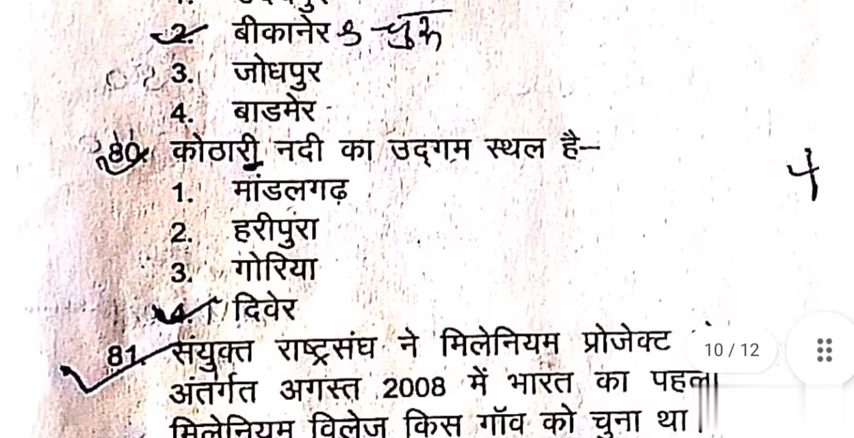 2. बीकानेर व चुरू
3. जोधपुर
4. बाडमेर
80. कोठारी नदी का उद्गम स्थल है–
1. मांडलगढ़
2. हरीपुरा
3. गोरिया
4. दिवेर
4
81. संयुक्त राष्ट्रसंघ ने मिलेनियम प्रोजेक्ट
10 / 12
अंतर्गत अगस्त 2008 में भारत का पहला
मिलेनियम विलेज किस गॉव को चुना था